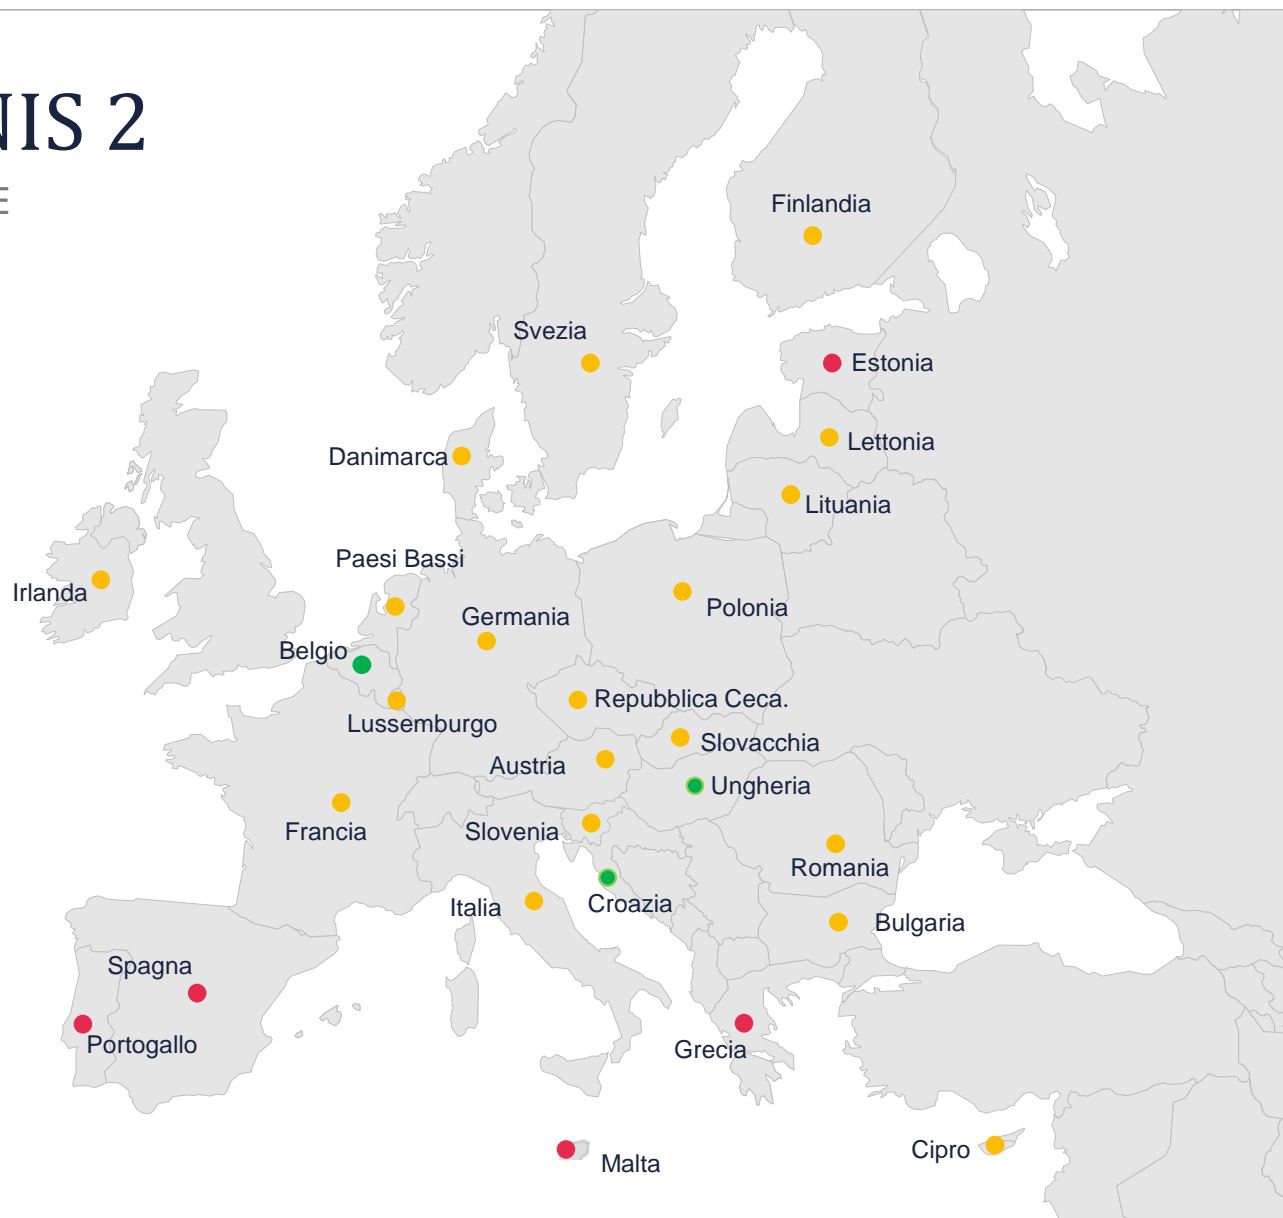 NIS 2
E
Finlandia
Svezia
Estonia
Lettonia
Danimarca
Lituania
Paesi Bassi
Irlanda
Polonia
Germania
Belgio
Repubblica Ceca.
Lussemburgo
Slovacchia
Austria
Ungheria
Francia
Slovenia
Romania
Italia
Croazia
Bulgaria
Spagna
Portogallo
Grecia
Cipro
Malta